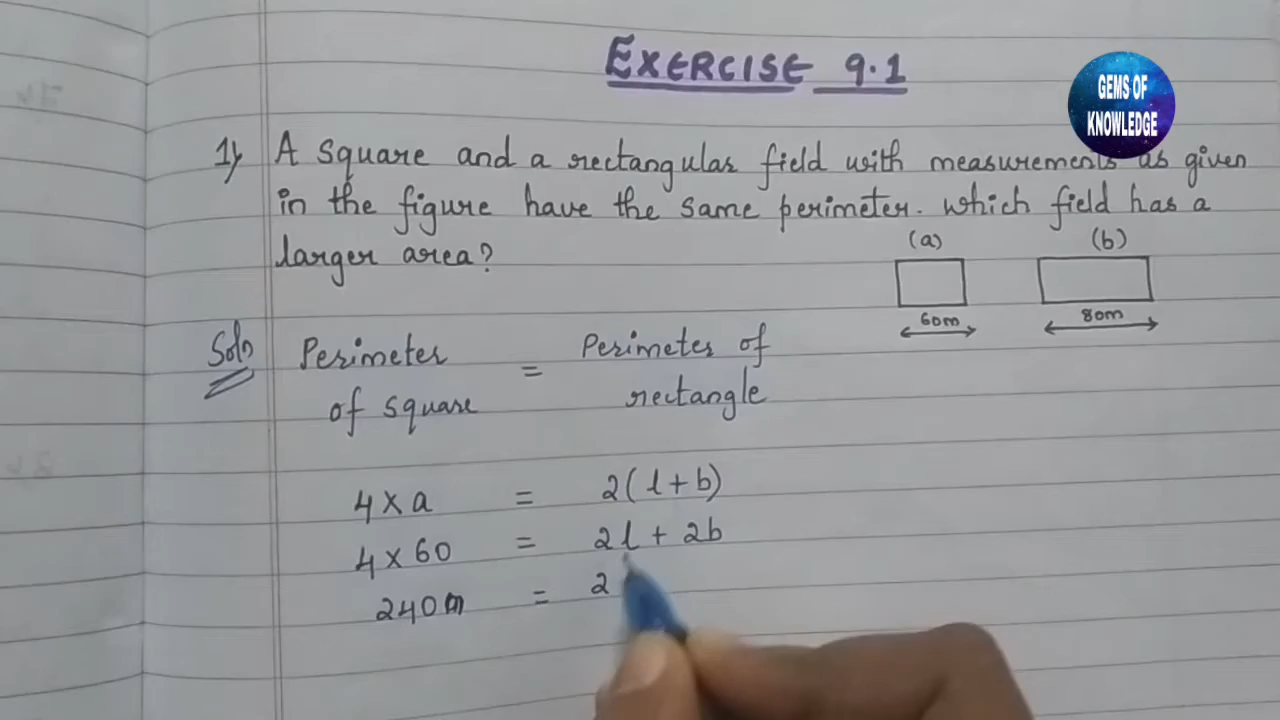 EXERCISE 9.1
GEMS OF
KNOWLEDGE
1) A square and a rectangular field with measurements as given
in the figure have the same perimeter. Which field has a
larger area?
(a) (b)
60m 80m
Soln Perimeter of square = Perimeter of rectangle
4 x a = 2(l + b)
4 x 60 = 2l + 2b
240m = 2